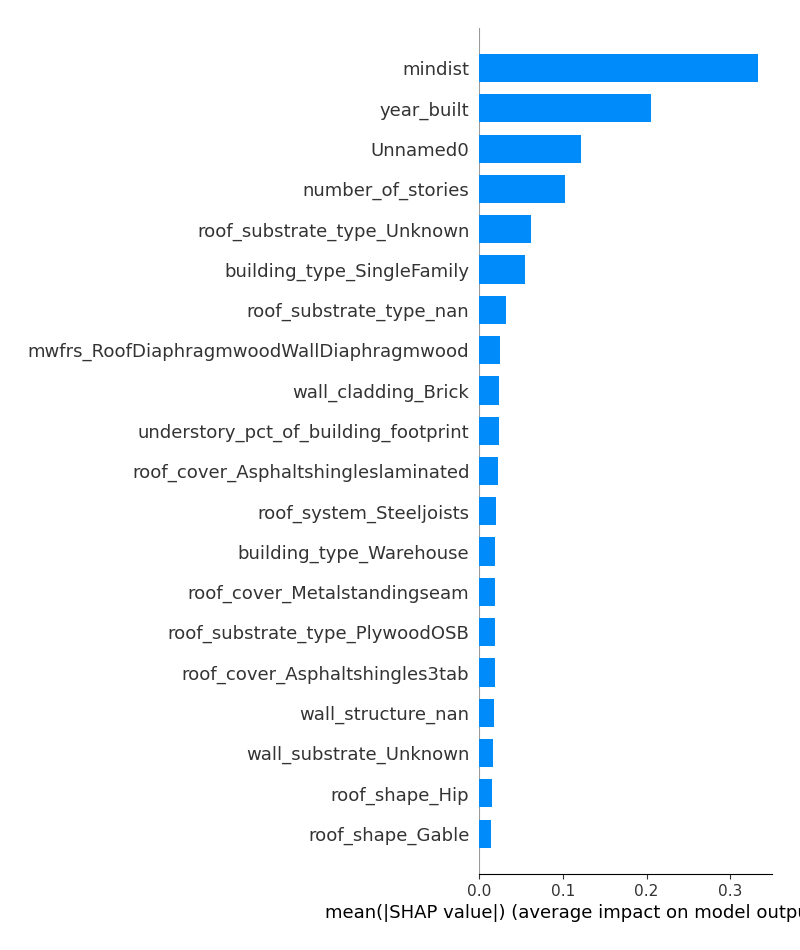 mindist
year_built
Unnamed0
number_of_stories
roof_substrate_type_Unknown
building_type_SingleFamily
roof_substrate_type_nan
mwfrs_RoofDiaphragmwoodWallDiaphragmwood
wall_cladding_Brick
understory_pct_of_building_footprint
roof_cover_Asphaltshingleslaminated
roof_system_Steeljoists
building_type_Warehouse
roof_cover_Metalstandingseam
roof_substrate_type_PlywoodOSB
roof_cover_Asphaltshingles3tab
wall_structure_nan
wall_substrate_Unknown
roof_shape_Hip
roof_shape_Gable
0.0 0.1 0.2 0.3
mean(|SHAP value|) (average impact on model outpu